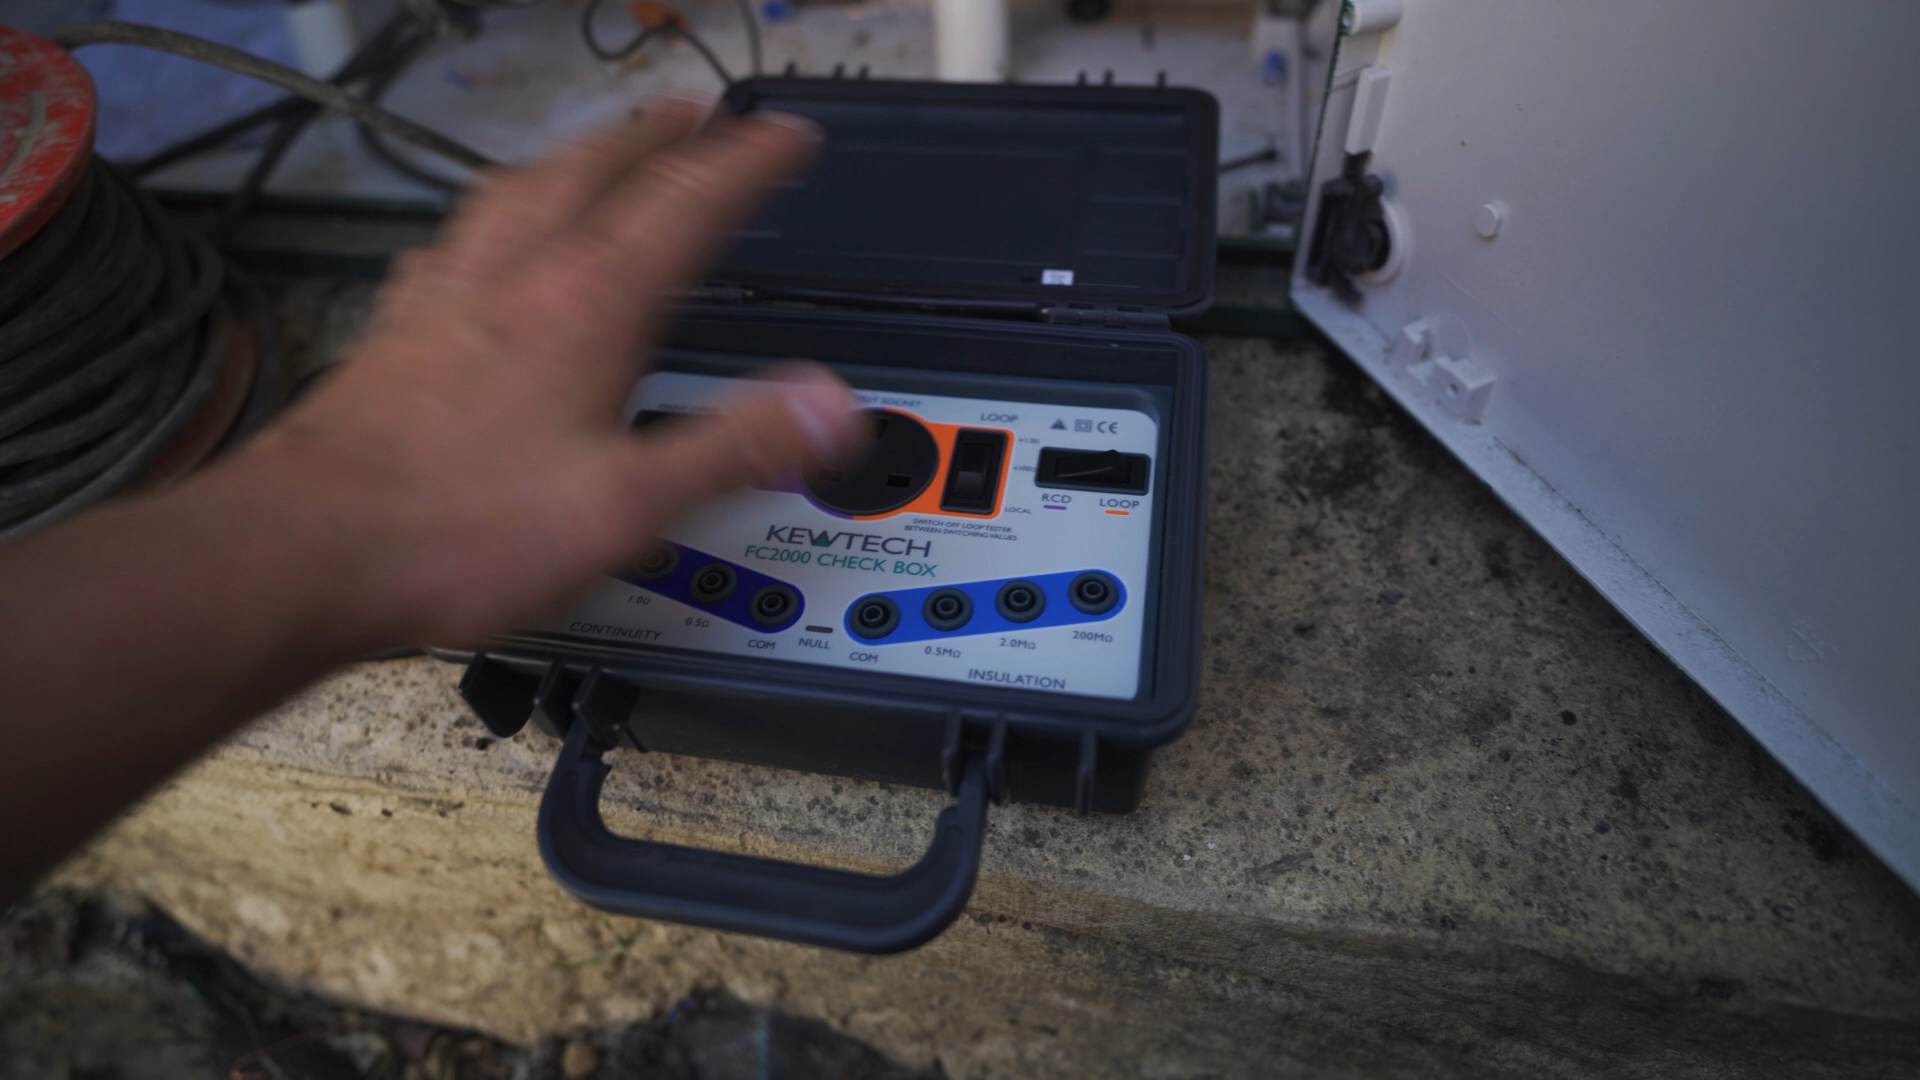 TEST SOCKET
LOOP
CE
LOCAL
RCD
LOOP
SWITCH OFF LOOP TESTER
BETWEEN SWITCHING VALUES
KEWTECH
FC2000 CHECK BOX
1.0Ω
0.5Ω
COM
NULL
COM
0.5MΩ
2.0MΩ
200MΩ
CONTINUITY
INSULATION